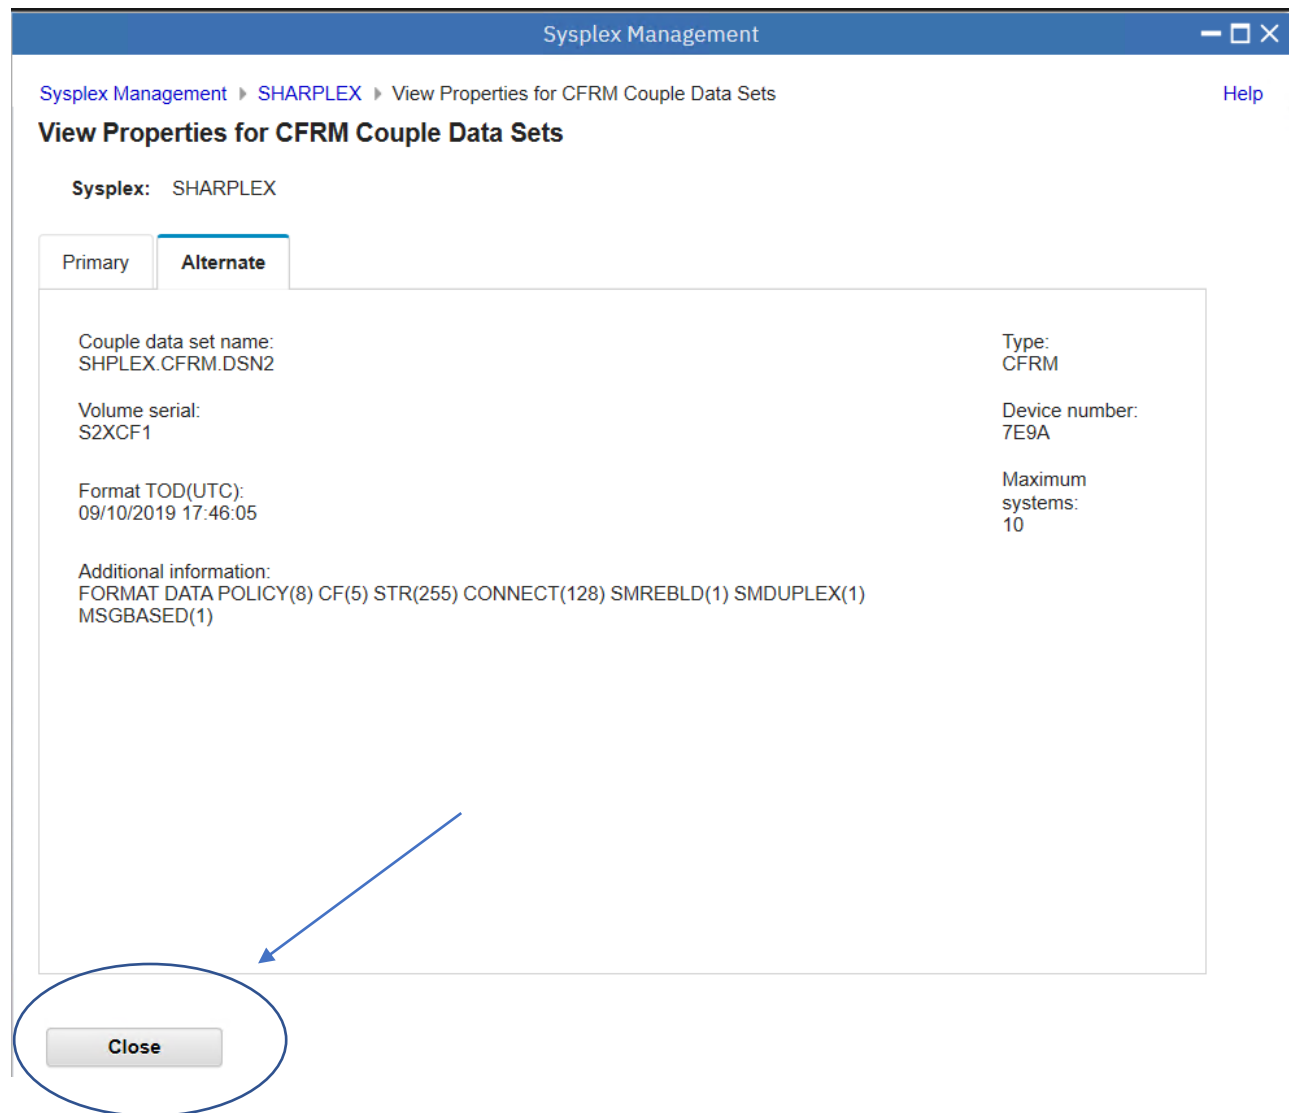 Sysplex Management
Sysplex Management SHARPLEX View Properties for CFRM Couple Data Sets Help
View Properties for CFRM Couple Data Sets
Sysplex: SHARPLEX
Primary Alternate
Couple data set name:
SHPLEX.CFRM.DSN2
Type:
CFRM
Volume serial:
S2XCF1
Device number:
7E9A
Format TOD(UTC):
09/10/2019 17:46:05
Maximum
systems:
10
Additional information:
FORMAT DATA POLICY(8) CF(5) STR(255) CONNECT(128) SMREBLD(1) SMDUPLEX(1)
MSGBASED(1)
Close